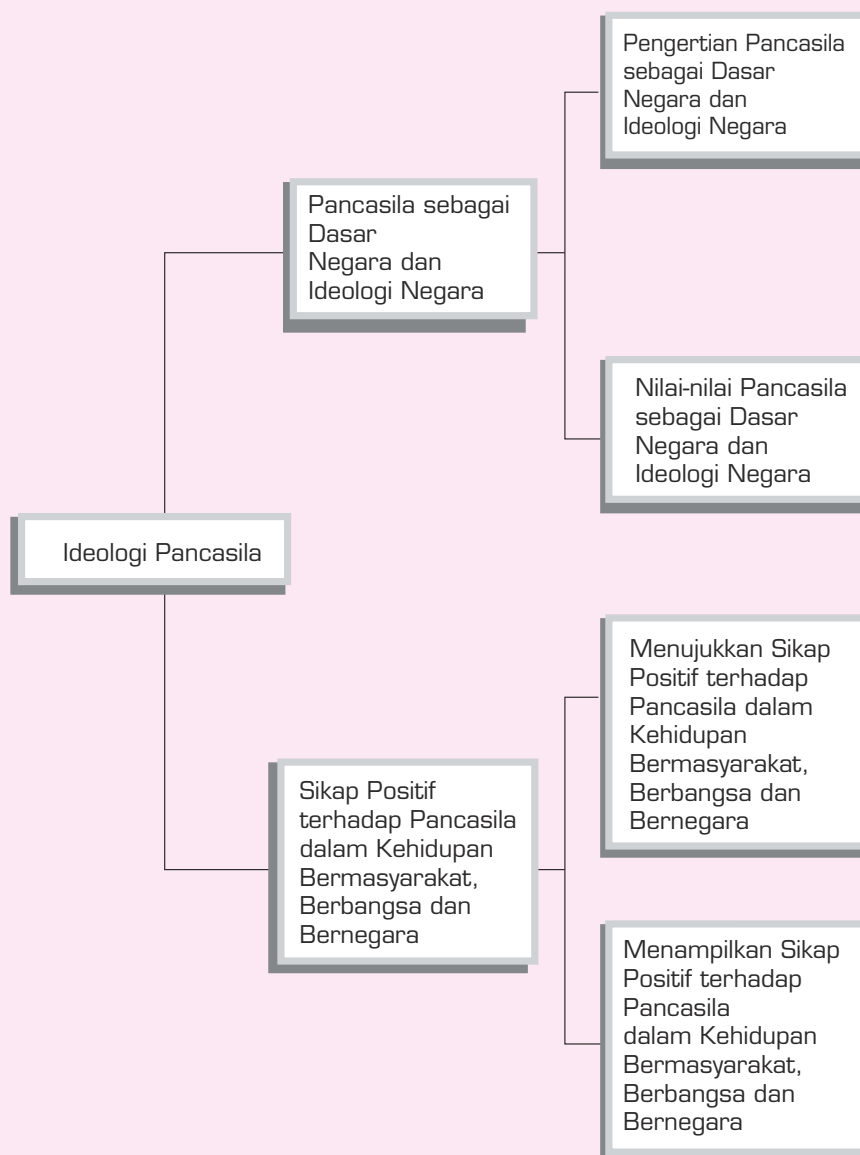 Pengertian Pancasila
sebagai Dasar
Negara dan
Ideologi Negara
Pancasila sebagai
Dasar
Negara dan
Ideologi Negara
Nilai-nilai Pancasila
sebagai Dasar
Negara dan
Ideologi Negara
Ideologi Pancasila
Menujukkan Sikap
Positif terhadap
Pancasila dalam
Kehidupan
Bermasyarakat,
Berbangsa dan
Bernegara
Sikap Positif
terhadap Pancasila
dalam Kehidupan
Bermasyarakat,
Berbangsa dan
Bernegara
Menampilkan Sikap
Positif terhadap
Pancasila
dalam Kehidupan
Bermasyarakat,
Berbangsa dan
Bernegara